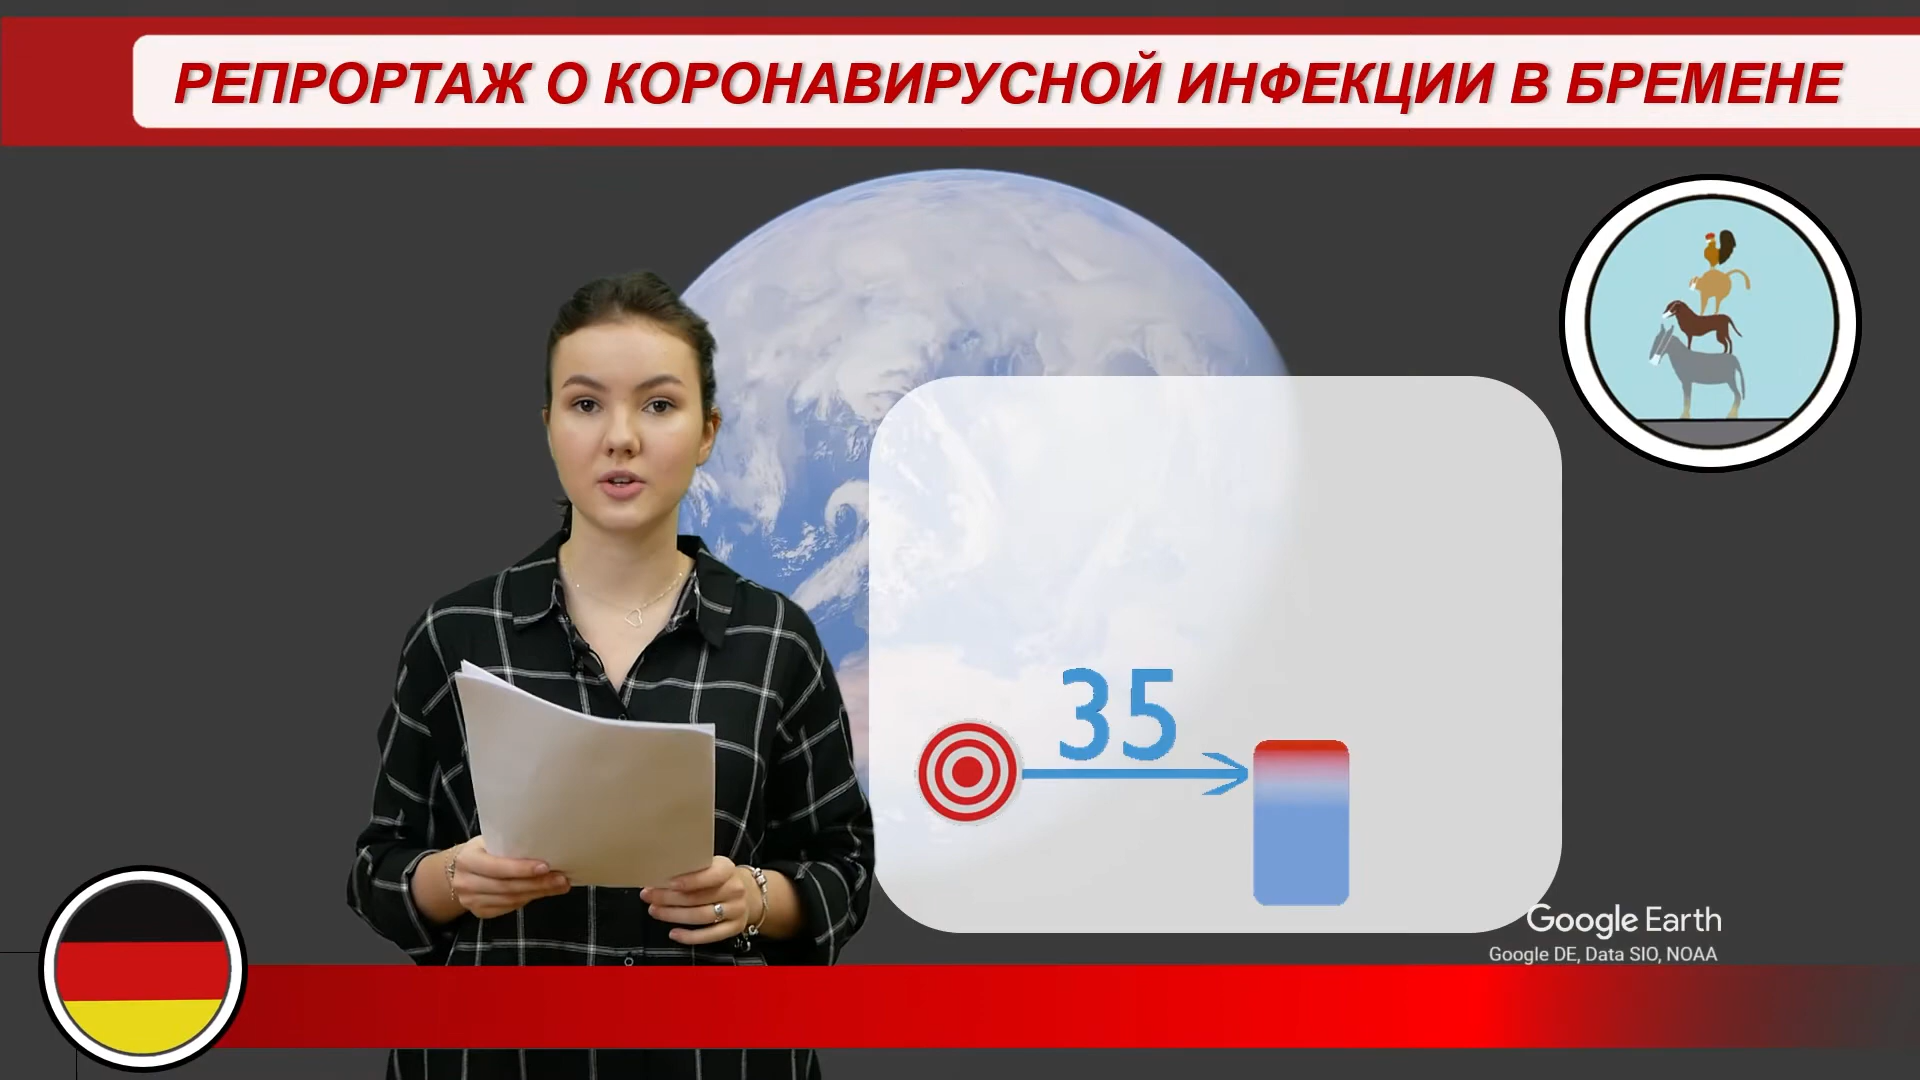 РЕПРОРТАЖ О КОРОНАВИРУСНОЙ ИНФЕКЦИИ В БРЕМЕНЕ
35
Google Earth
Google DE, Data SIO, NOAA